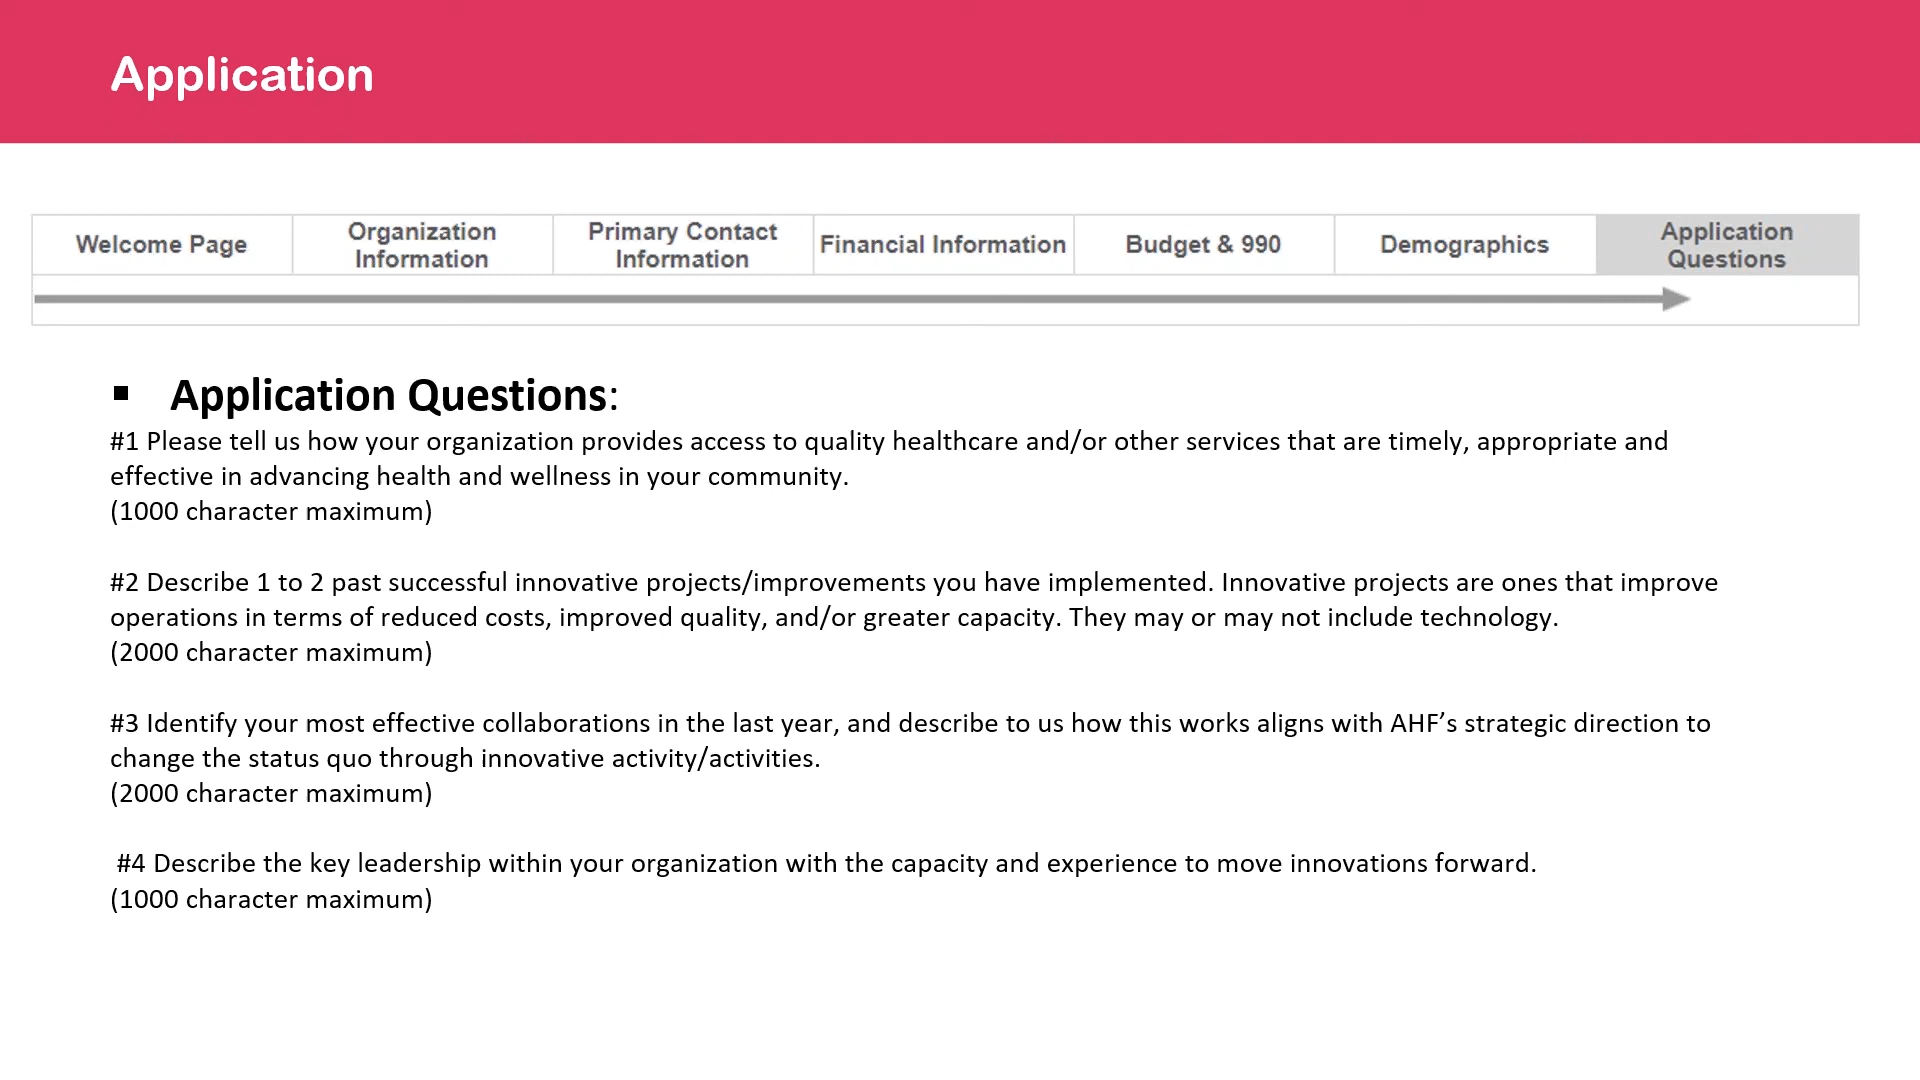 Application
Welcome Page
Organization
Information
Primary Contact
Information
Financial Information
Budget & 990
Demographics
Application
Questions
▪ Application Questions:
#1 Please tell us how your organization provides access to quality healthcare and/or other services that are timely, appropriate and
effective in advancing health and wellness in your community.
(1000 character maximum)
#2 Describe 1 to 2 past successful innovative projects/improvements you have implemented. Innovative projects are ones that improve
operations in terms of reduced costs, improved quality, and/or greater capacity. They may or may not include technology.
(2000 character maximum)
#3 Identify your most effective collaborations in the last year, and describe to us how this works aligns with AHF’s strategic direction to
change the status quo through innovative activity/activities.
(2000 character maximum)
#4 Describe the key leadership within your organization with the capacity and experience to move innovations forward.
(1000 character maximum)